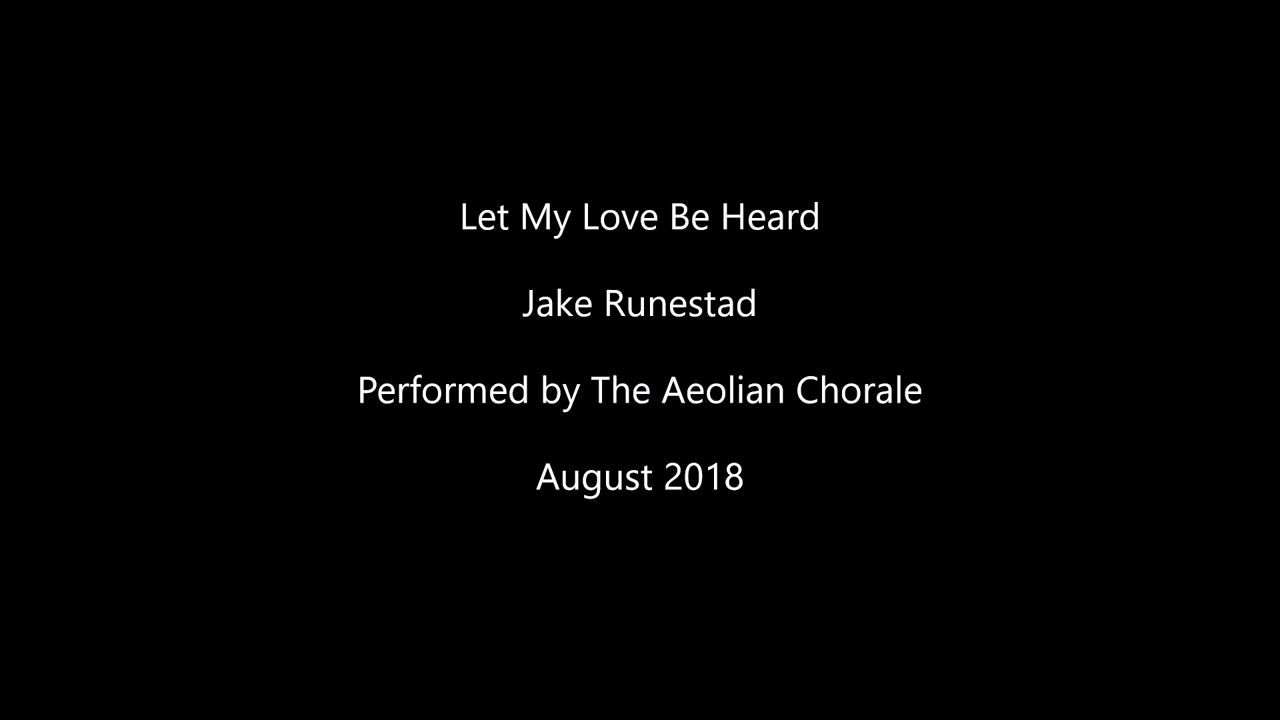 Let My Love Be Heard
Jake Runestad
Performed by The Aeolian Chorale
August 2018